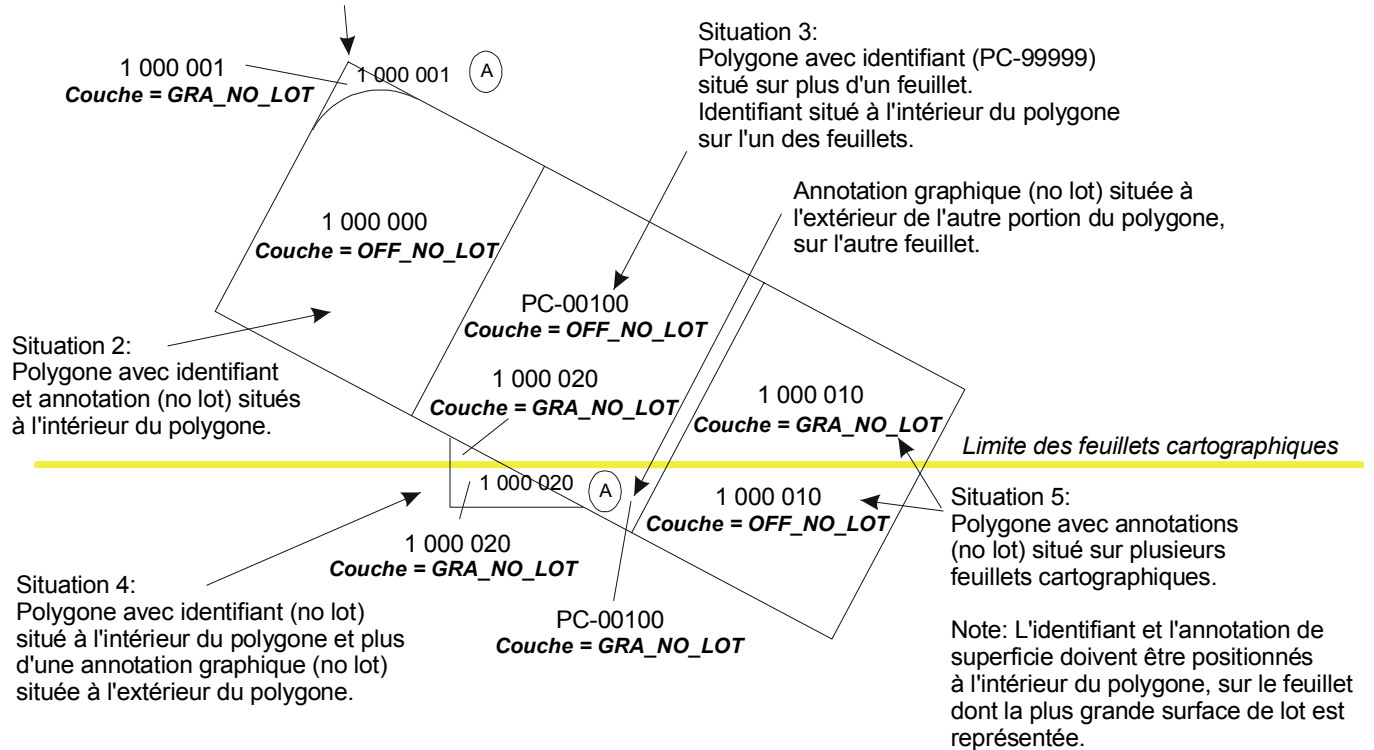 Situation 3:
Polygone avec identifiant (PC-99999)
situé sur plus d'un feuillet.
Identifiant situé à l'intérieur du polygone
sur l'un des feuillets.
1 000 001
Couche = GRA_NO_LOT
1 000 001
A
Annotation graphique (no lot) située à
l'extérieur de l'autre portion du polygone,
sur l'autre feuillet.
1 000 000
Couche = OFF_NO_LOT
PC-00100
Couche = OFF_NO_LOT
Situation 2:
Polygone avec identifiant
et annotation (no lot) situés
à l'intérieur du polygone.
1 000 020
Couche = GRA_NO_LOT
1 000 010
Couche = GRA_NO_LOT
Limite des feuillets cartographiques
1 000 020
A
1 000 010
Couche = OFF_NO_LOT
Situation 5:
Polygone avec annotations
(no lot) situé sur plusieurs
feuillets cartographiques.
1 000 020
Couche = GRA_NO_LOT
Situation 4:
Polygone avec identifiant (no lot)
situé à l'intérieur du polygone et plus
d'une annotation graphique (no lot)
située à l'extérieur du polygone.
PC-00100
Couche = GRA_NO_LOT
Note: L'identifiant et l'annotation de
superficie doivent être positionnés
à l'intérieur du polygone, sur le feuillet
dont la plus grande surface de lot est
représentée.